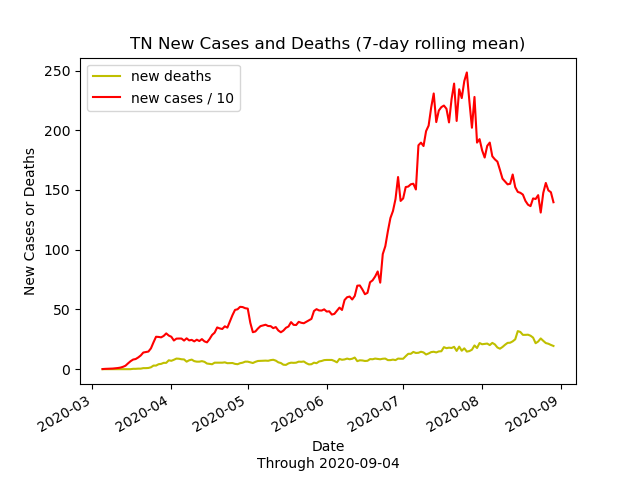 TN New Cases and Deaths (7-day rolling mean)
new deaths
new cases / 10
New Cases or Deaths
250
200
150
100
50
0
2020-03
2020-04
2020-05
2020-06
2020-07
2020-08
2020-09
Date
Through 2020-09-04